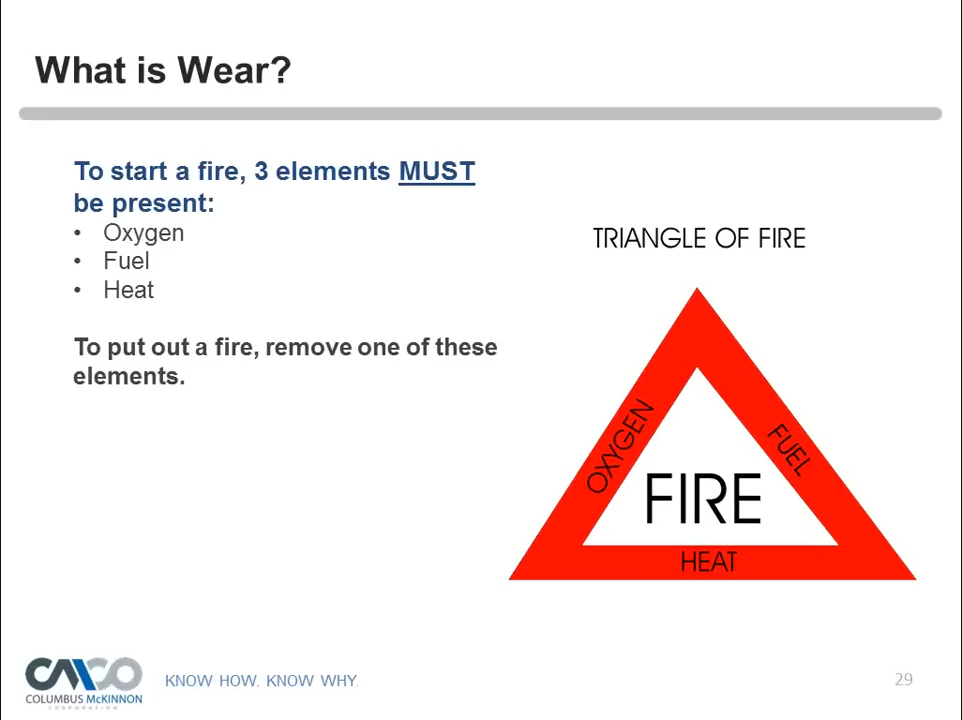 What is Wear?
To start a fire, 3 elements MUST
be present:
• Oxygen
• Fuel
• Heat
To put out a fire, remove one of these
elements.
TRIANGLE OF FIRE
OXYGEN
FUEL
FIRE
HEAT
CMCO
COLUMBUS McKINNON
CORPORATION
KNOW HOW. KNOW WHY.
29